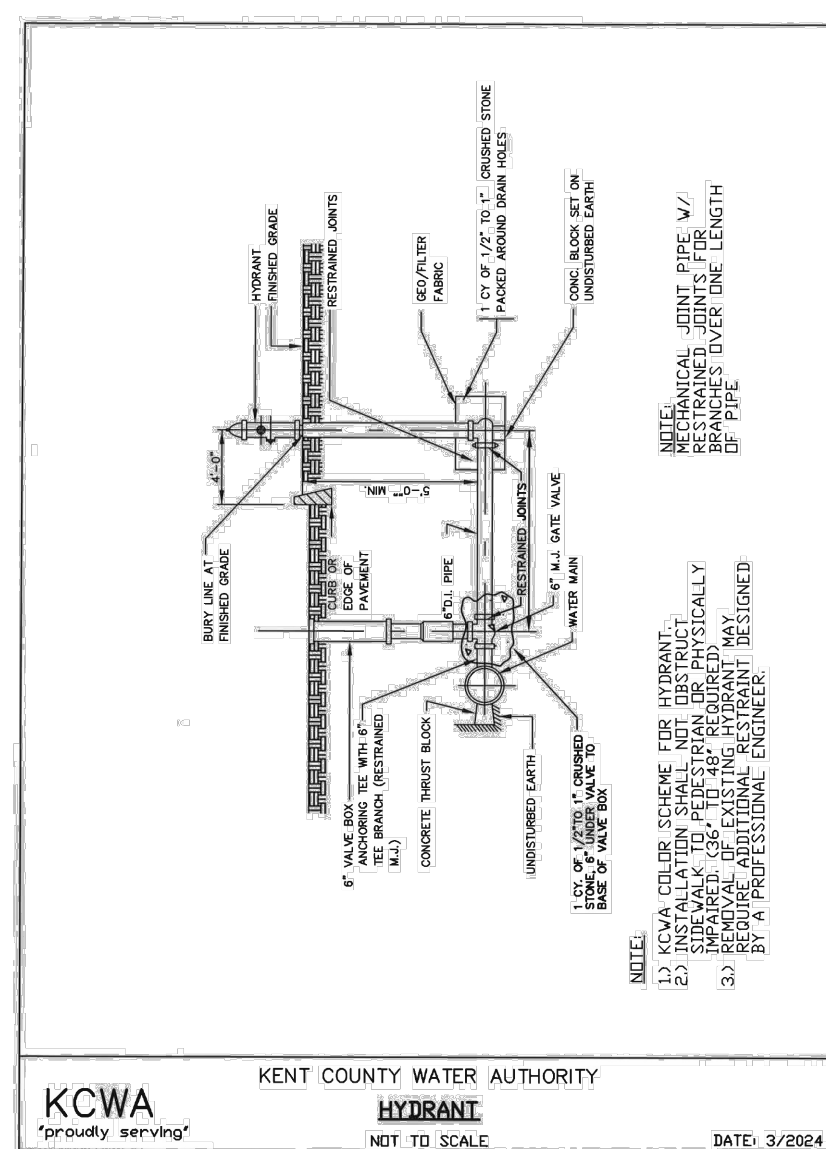 HYDRANT
FINISHED GRADE
RESTRAINED JOINTS
GEO/FILTER
FABRIC
1 CY OF 1/2" TO 1" CRUSHED STONE
PACKED AROUND DRAIN HOLES
CONC. BLOCK SET ON
UNDISTURBED EARTH
4'-0"
5'-0" MIN.
BURY LINE AT
FINISHED GRADE
CURB OR
EDGE OF
PAVEMENT
6"D.I. PIPE
RESTRAINED JOINTS
6" M.J. GATE VALVE
WATER MAIN
6" VALVE BOX
ANCHORING TEE WITH 6"
TEE BRANCH (RESTRAINED
M.J.)
CONCRETE THRUST BLOCK
UNDISTURBED EARTH
1 CY. OF 1/2"TO 1" CRUSHED
STONE, 6" UNDER VALVE TO
BASE OF VALVE BOX
NOTE:
1.) KCWA COLOR SCHEME FOR HYDRANT.
2.) INSTALLATION SHALL NOT OBSTRUCT
SIDEWALK TO PEDESTRIAN OR PHYSICALLY
IMPAIRED. (36" TO 48" REQUIRED)
3.) REMOVAL OF EXISTING HYDRANT MAY
REQUIRE ADDITIONAL RESTRAINT DESIGNED
BY A PROFESSIONAL ENGINEER.
NOTE:
MECHANICAL JOINT PIPE W/
RESTRAINED JOINTS FOR
BRANCHES OVER ONE LENGTH
OF PIPE
KENT COUNTY WATER AUTHORITY
KCWA
"proudly serving"
HYDRANT
NOT TO SCALE
DATE: 3/2024